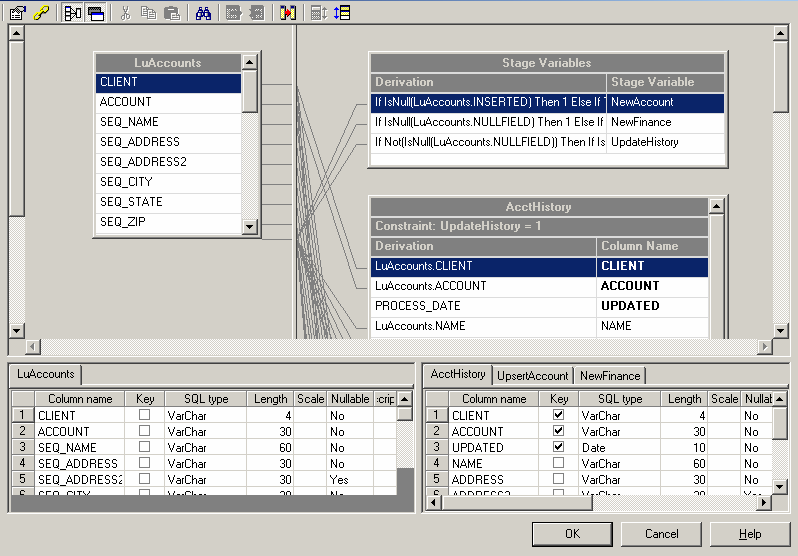 LuAccounts
CLIENT
ACCOUNT
SEQ_NAME
SEQ_ADDRESS
SEQ_ADDRESS2
SEQ_CITY
SEQ_STATE
SEQ_ZIP
Stage Variables
Derivation Stage Variable
If IsNull(LuAccounts.INSERTED) Then 1 Else If NewAccount
If IsNull(LuAccounts.NULLFIELD) Then 1 Else If NewFinance
If Not(IsNull(LuAccounts.NULLFIELD)) Then If Is UpdateHistory
AcctHistory
Constraint: UpdateHistory = 1
Derivation Column Name
LuAccounts.CLIENT CLIENT
LuAccounts.ACCOUNT ACCOUNT
PROCESS_DATE UPDATED
LuAccounts.NAME NAME
LuAccounts
Column name Key SQL type Length Scale Nullable
1 CLIENT VarChar 4 No
2 ACCOUNT VarChar 30 No
3 SEQ_NAME VarChar 60 No
4 SEQ_ADDRESS VarChar 30 No
5 SEQ_ADDRESS2 VarChar 30 Yes
6 SEQ_CITY VarChar No
AcctHistory UpsertAccount NewFinance
Column name Key SQL type Length Scale
1 CLIENT VarChar 4 No
2 ACCOUNT VarChar 30 No
3 UPDATED Date 10 No
4 NAME VarChar 60 No
5 ADDRESS VarChar 30 No
6 ADDRESS2 VarChar 30 Yes
OK Cancel Help